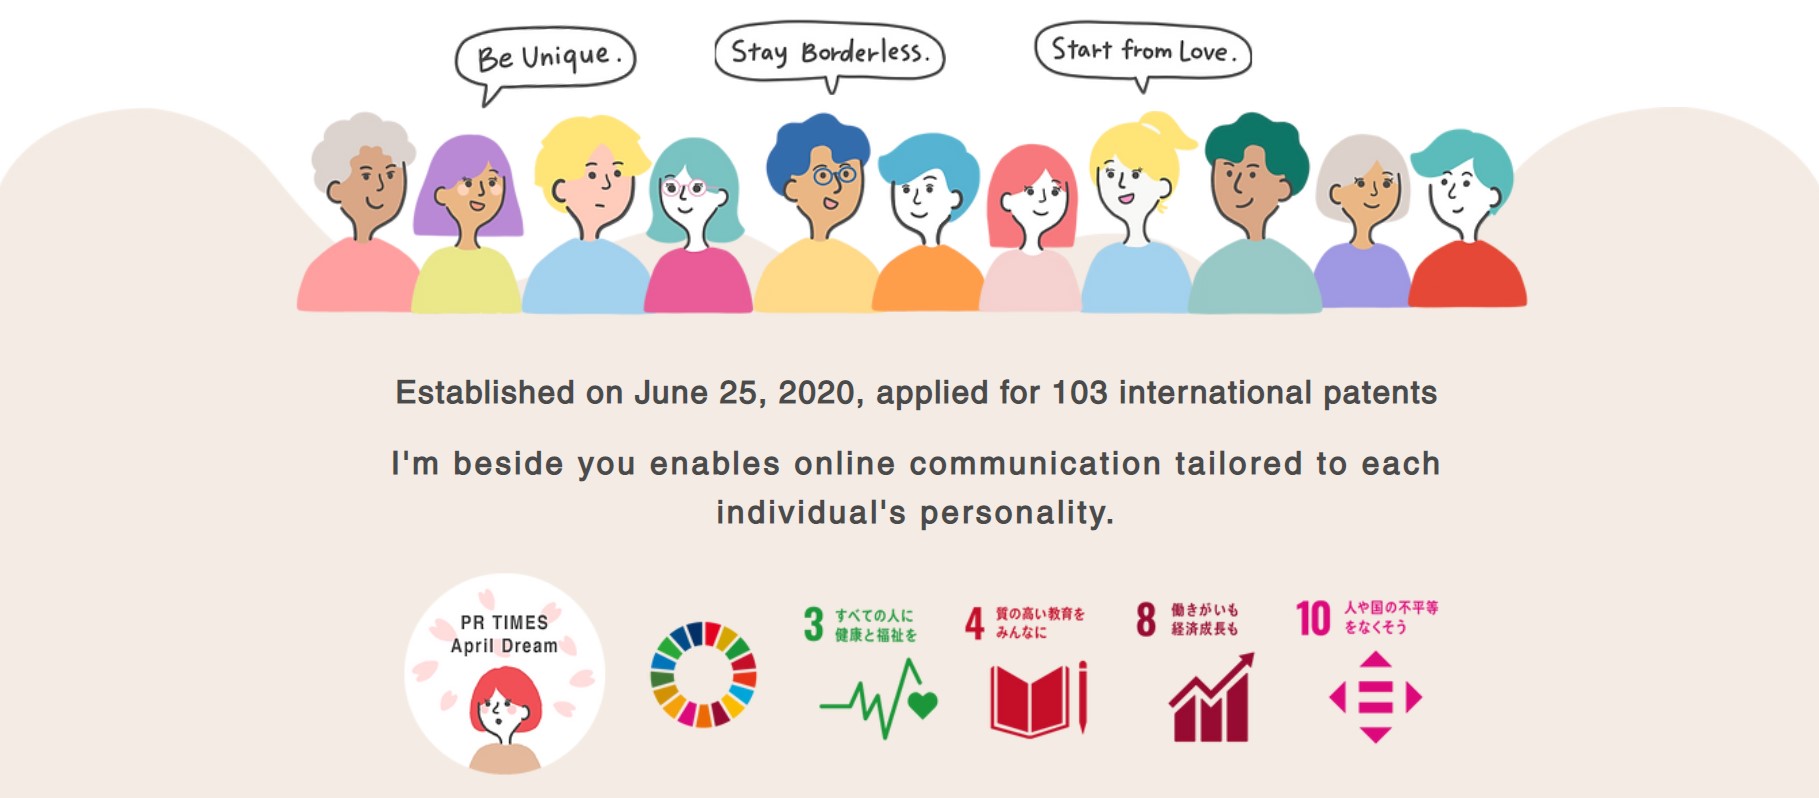 Be Unique.
Stay Borderless.
Start from Love.
Established on June 25, 2020, applied for 103 international patents
I'm beside you enables online communication tailored to each
individual's personality.
PR TIMES
April Dream
3 すべての人に
健康と福祉を
4 質の高い教育を
みんなに
8 働きがいも
経済成長も
10 人や国の不平等
をなくそう